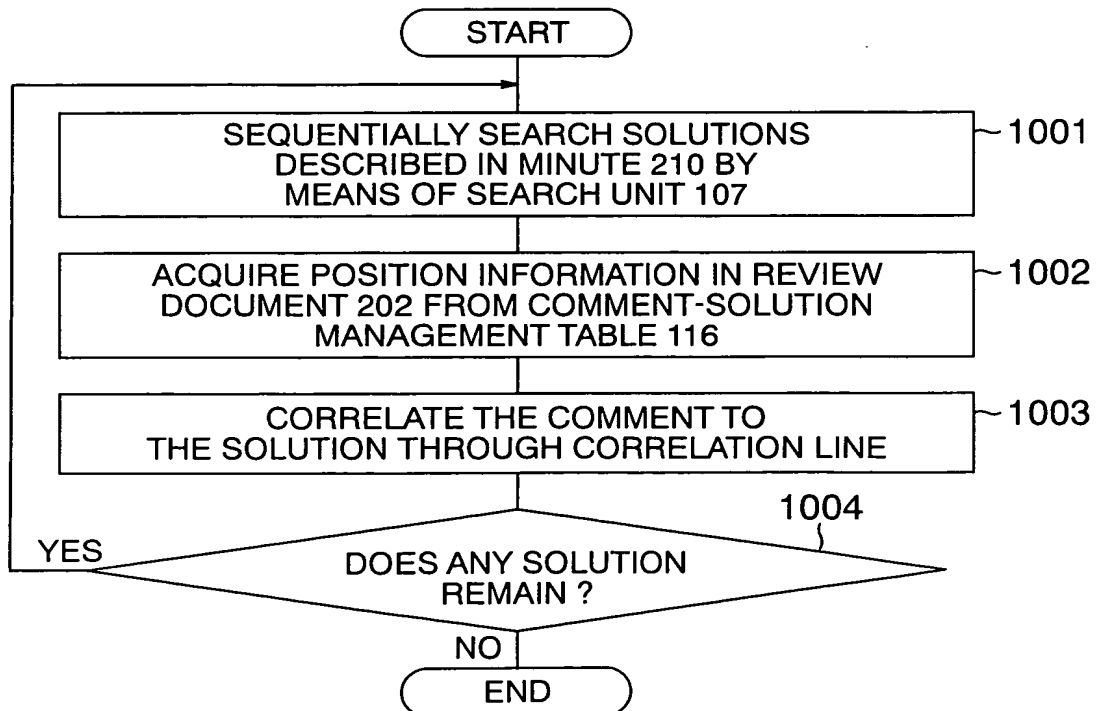 START
SEQUENTIALLY SEARCH SOLUTIONS
DESCRIBED IN MINUTE 210 BY
MEANS OF SEARCH UNIT 107
1001
ACQUIRE POSITION INFORMATION IN REVIEW
DOCUMENT 202 FROM COMMENT-SOLUTION
MANAGEMENT TABLE 116
1002
CORRELATE THE COMMENT TO
THE SOLUTION THROUGH CORRELATION LINE
1003
1004
YES
DOES ANY SOLUTION
REMAIN ?
NO
END